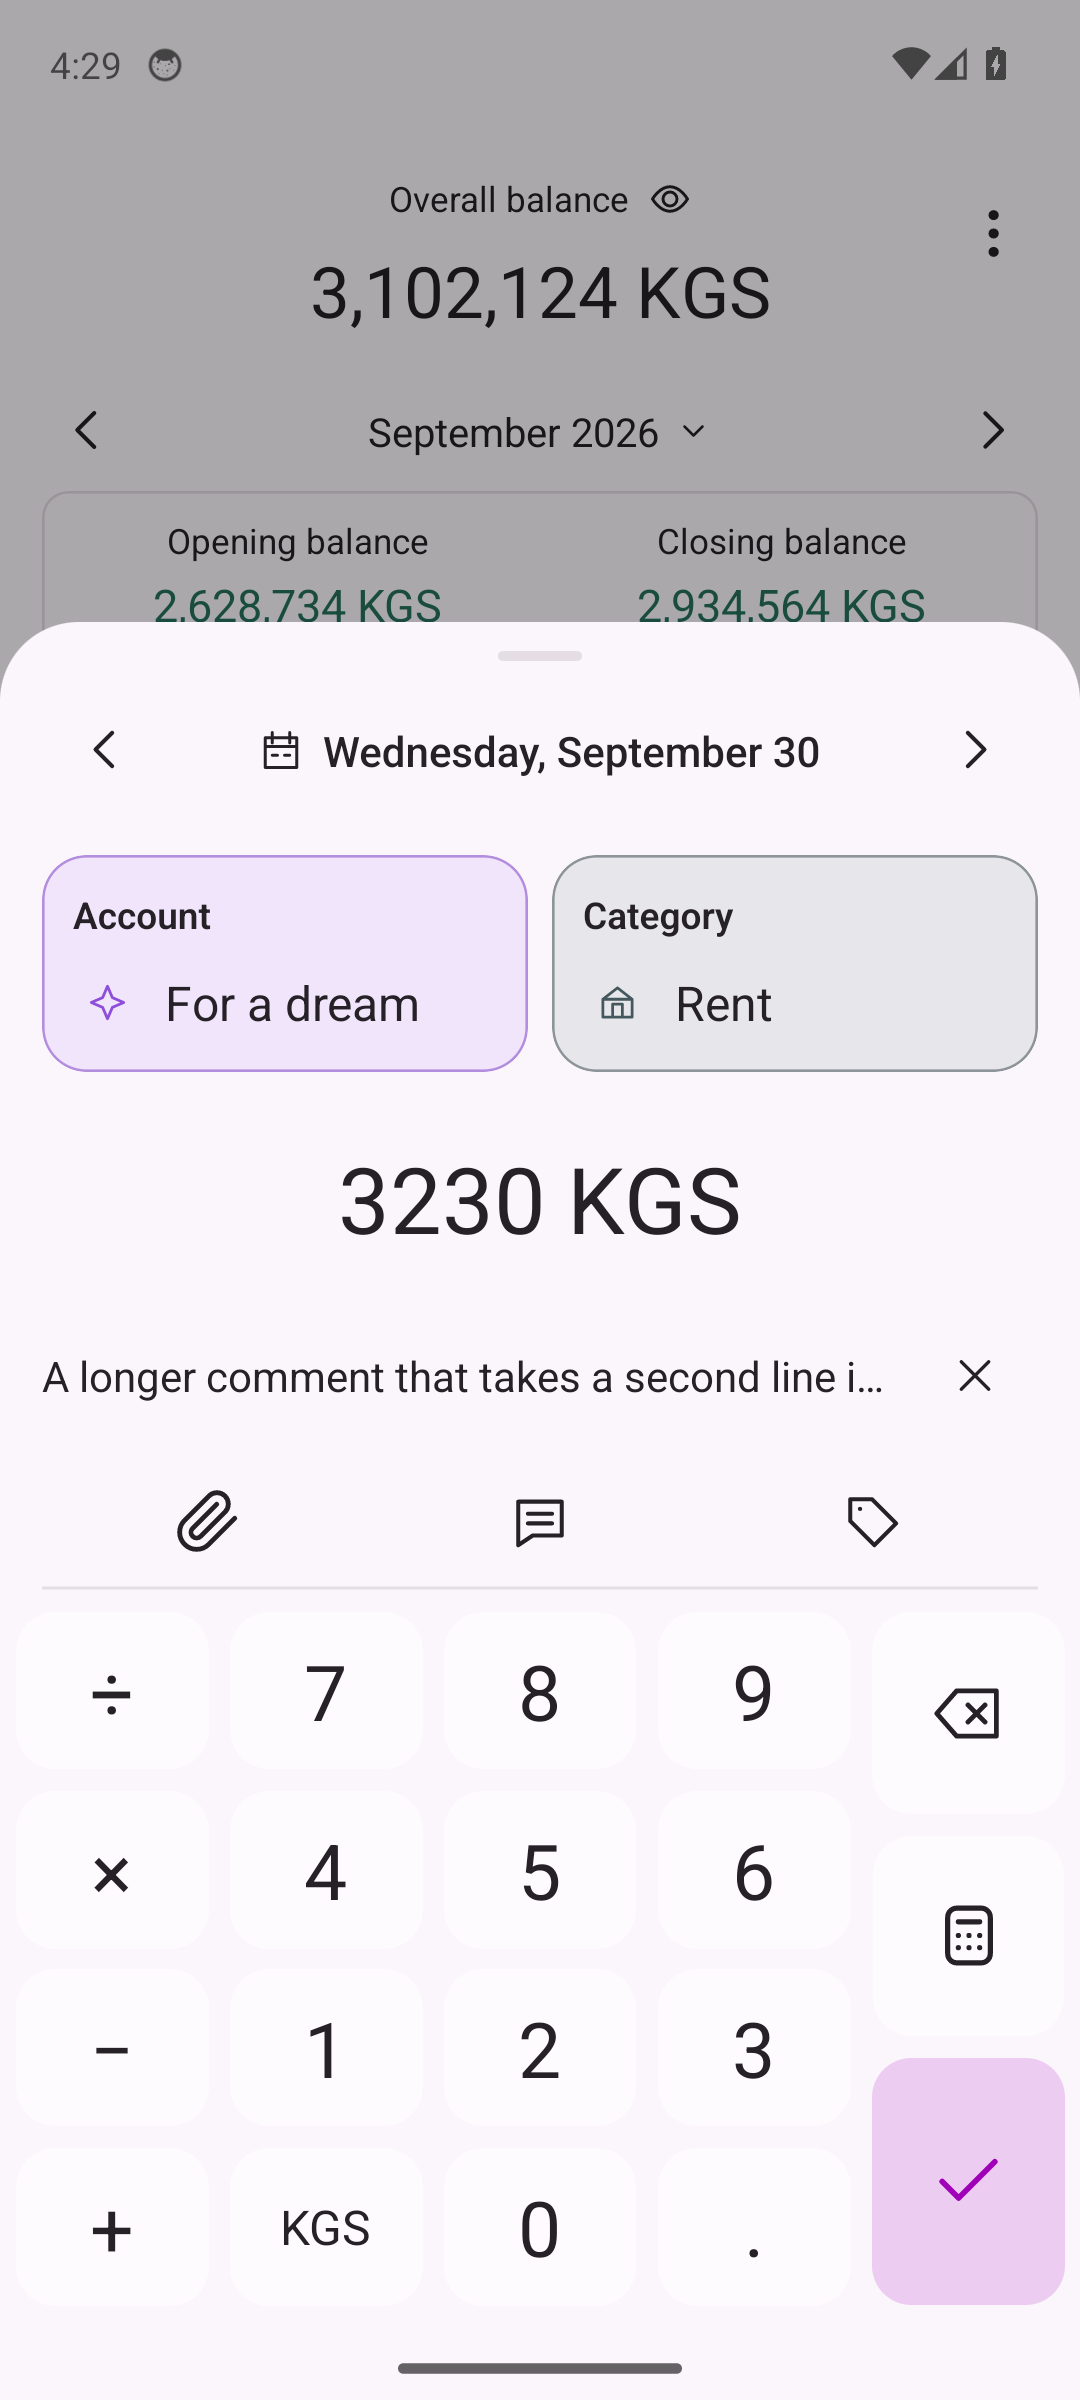 4:29
Overall balance
3,102,124 KGS
September 2026
Opening balance
Closing balance
2,628,734 KGS
2,934,564 KGS
Wednesday, September 30
Account
For a dream
Category
Rent
3230 KGS
A longer comment that takes a second line i...
÷ 7 8 9
× 4 5 6
− 1 2 3
+ KGS 0 .